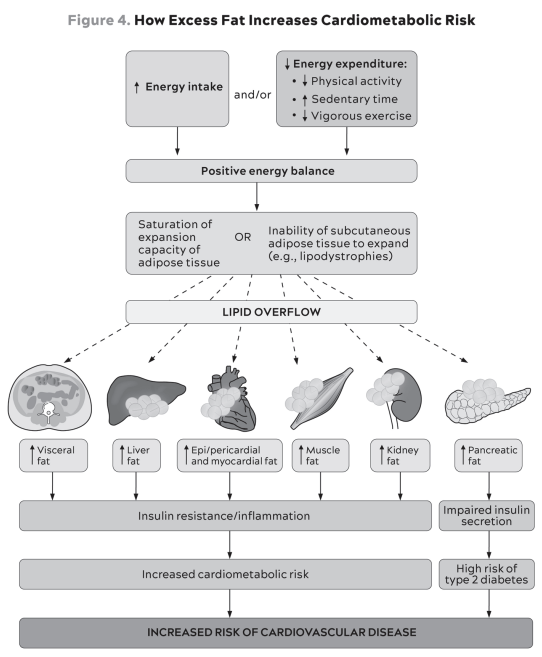 Figure 4. How Excess Fat Increases Cardiometabolic Risk
↑ Energy intake
and/or
↓ Energy expenditure:
• ↓ Physical activity
• ↑ Sedentary time
• ↓ Vigorous exercise
Positive energy balance
Saturation of
expansion
capacity of
adipose tissue
OR
Inability of subcutaneous
adipose tissue to expand
(e.g., lipodystrophies)
LIPID OVERFLOW
↑ Visceral
fat
↑ Liver
fat
↑ Epi/pericardial
and myocardial fat
↑ Muscle
fat
↑ Kidney
fat
↑ Pancreatic
fat
Insulin resistance/inflammation
Impaired insulin
secretion
Increased cardiometabolic risk
High risk of
type 2 diabetes
INCREASED RISK OF CARDIOVASCULAR DISEASE